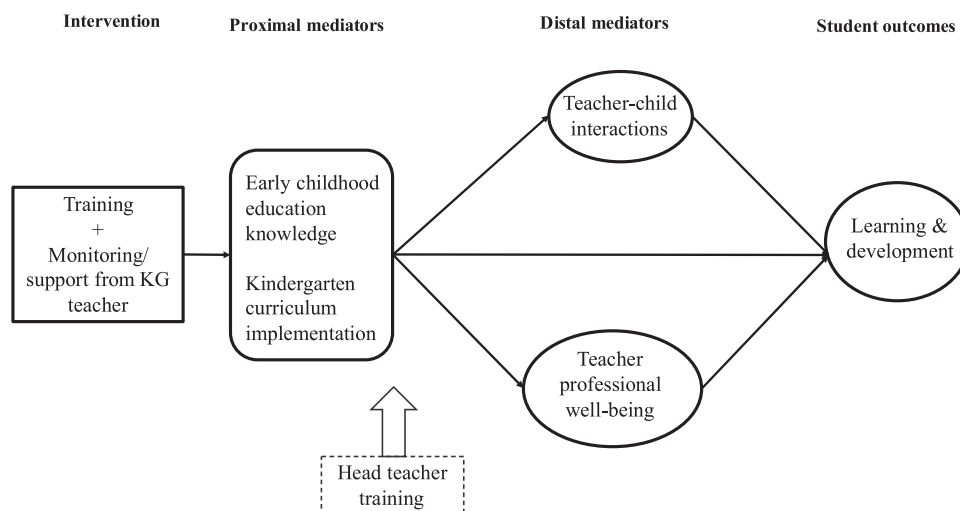 Intervention
Proximal mediators
Distal mediators
Student outcomes
Training
+
Monitoring/
support from KG
teacher
Early childhood
education
knowledge
Kindergarten
curriculum
implementation
Teacher-child
interactions
Teacher
professional
well-being
Learning &
development
Head teacher
training